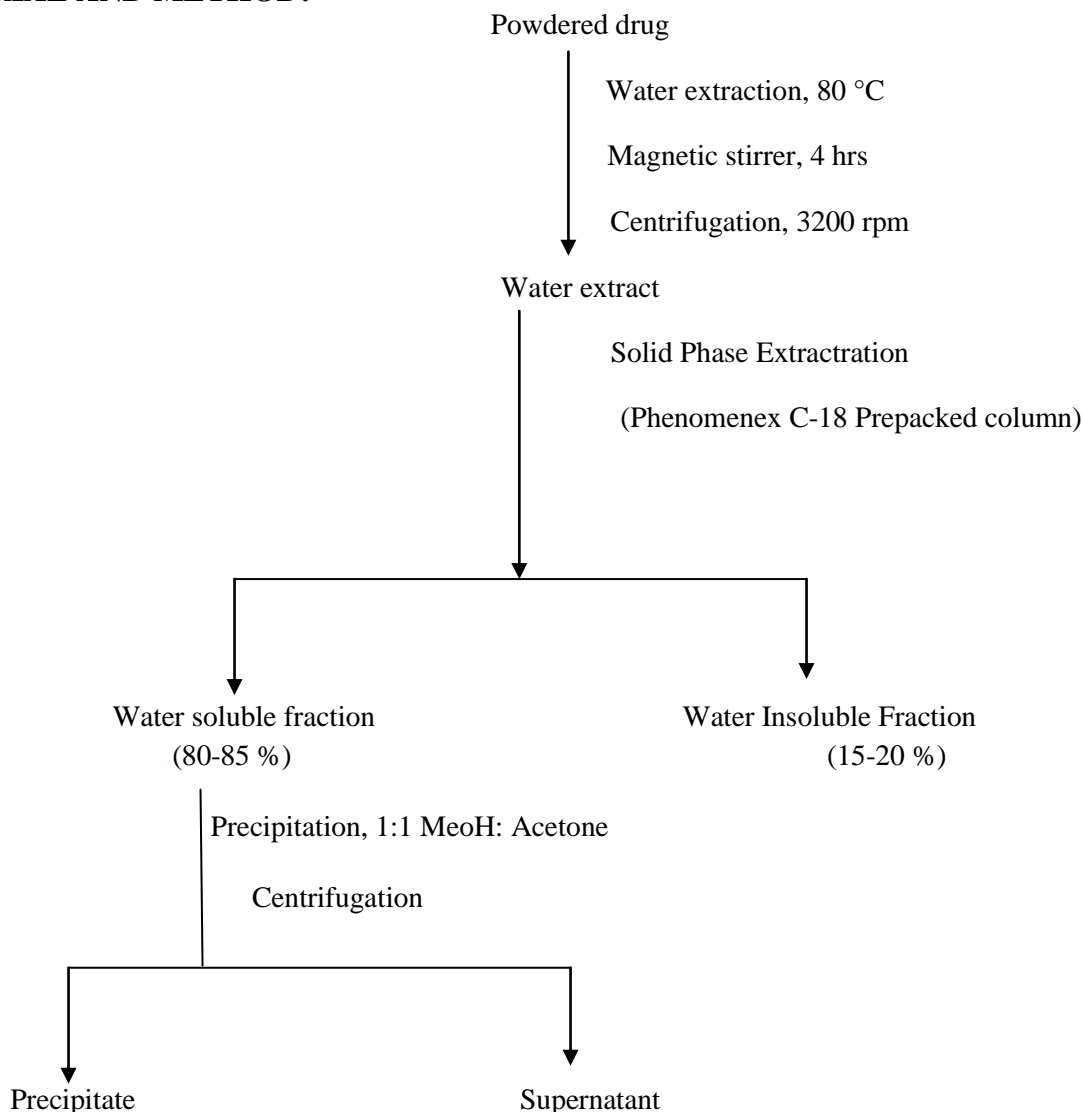 Powdered drug
Water extraction, 80 °C
Magnetic stirrer, 4 hrs
Centrifugation, 3200 rpm
Water extract
Solid Phase Extractration
(Phenomenex C-18 Prepacked column)
Water soluble fraction
(80-85 %)
Water Insoluble Fraction
(15-20 %)
Precipitation, 1:1 MeoH: Acetone
Centrifugation
Precipitate
Supernatant